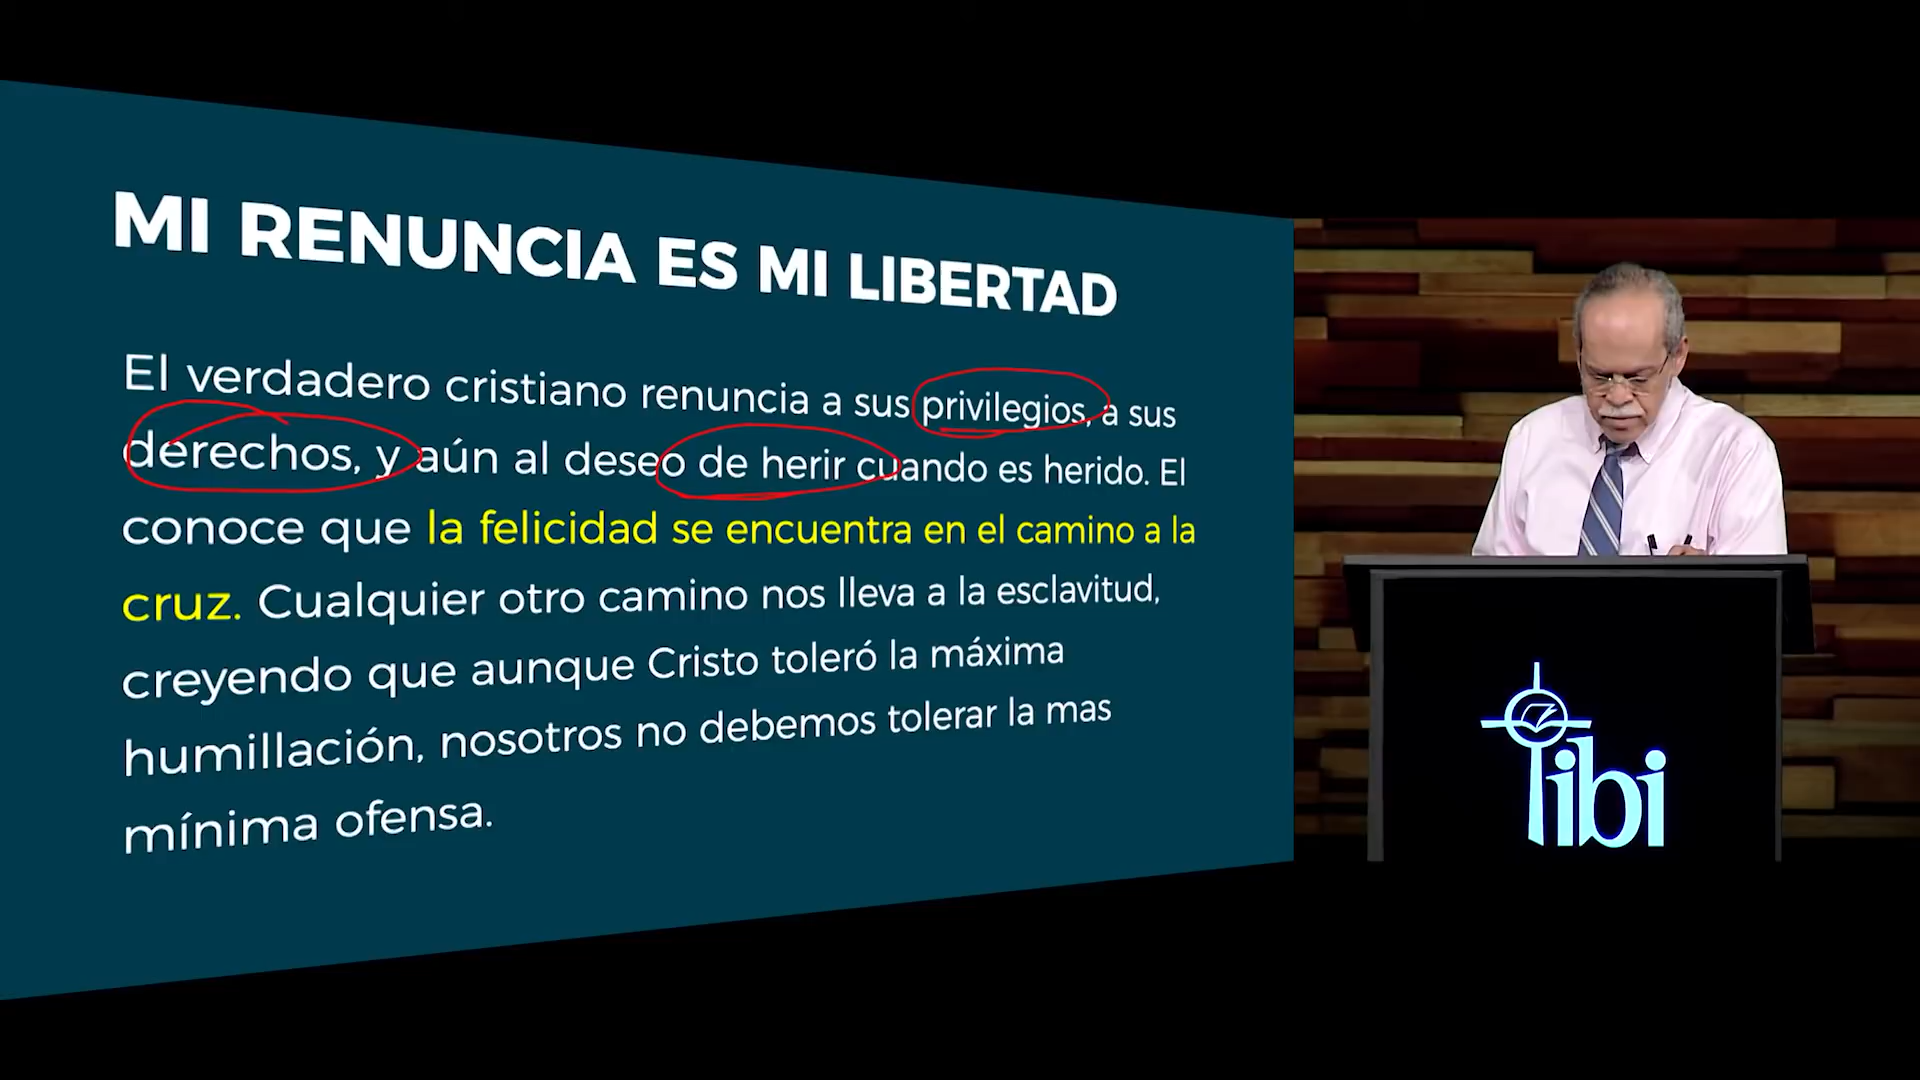 MI RENUNCIA ES MI LIBERTAD
El verdadero cristiano renuncia a sus privilegios, a sus
derechos, y aún al deseo de herir cuando es herido. El
conoce que la felicidad se encuentra en el camino a la
cruz. Cualquier otro camino nos lleva a la esclavitud,
creyendo que aunque Cristo toleró la máxima
humillación, nosotros no debemos tolerar la mas
mínima ofensa.
ibi